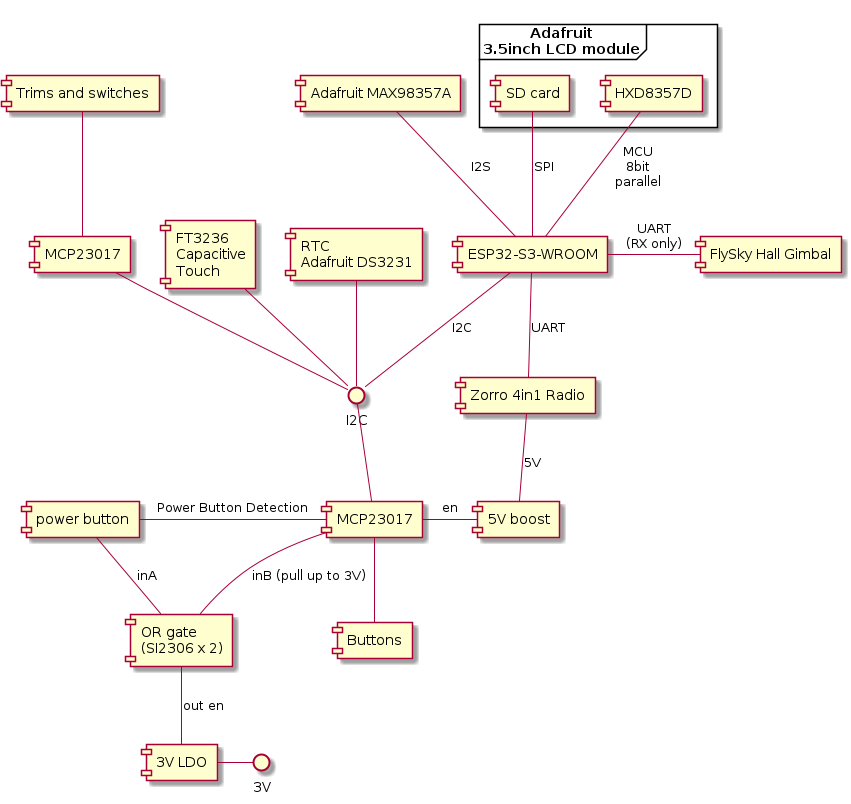 Adafruit
3.5inch LCD module
Trims and switches
Adafruit MAX98357A
SD card
HXD8357D
I2S
SPI
MCU
8bit
parallel
MCP23017
FT3236
Capacitive
Touch
RTC
Adafruit DS3231
ESP32-S3-WROOM
UART
(RX only)
FlySky Hall Gimbal
I2C
UART
Zorro 4in1 Radio
I2C
5V
power button
Power Button Detection
MCP23017
en
5V boost
inA
inB (pull up to 3V)
OR gate
(SI2306 x 2)
Buttons
out en
3V LDO
3V